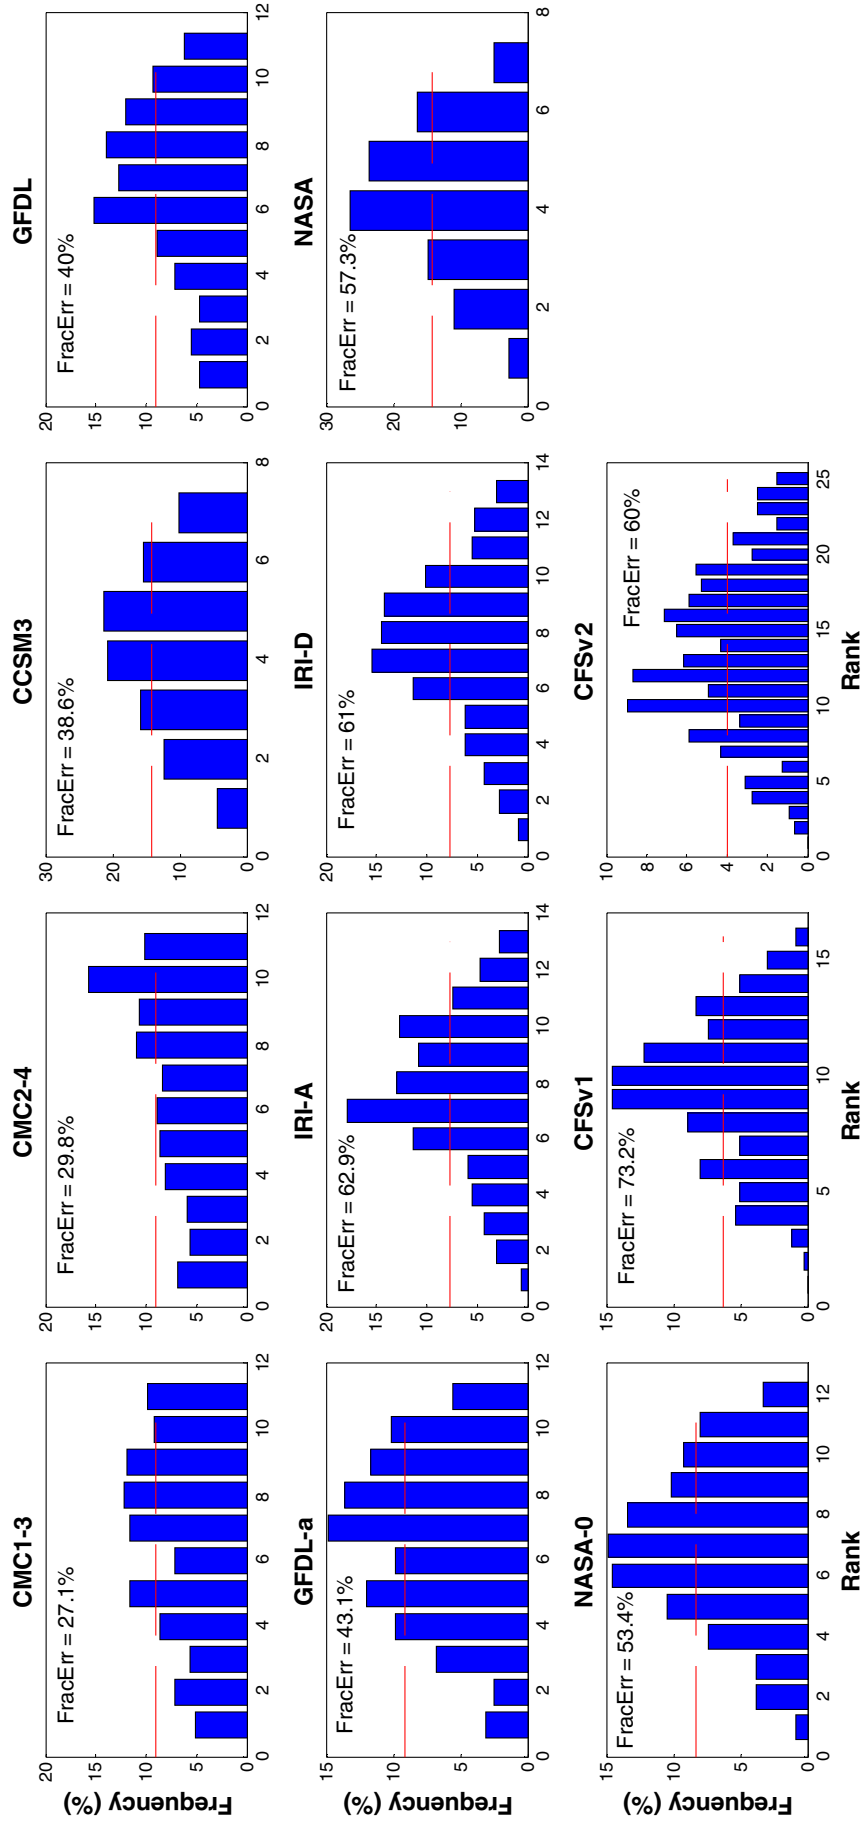 CMC1-3
FracErr = 27.1%
Frequency (%)
20
15
10
5
0
0 2 4 6 8 10 12
CMC2-4
FracErr = 29.8%
20
15
10
5
0
0 2 4 6 8 10 12
CCSM3
FracErr = 38.6%
30
20
10
0
0 2 4 6 8
GFDL
FracErr = 40%
20
15
10
5
0
0 2 4 6 8 10 12
GFDL-a
FracErr = 43.1%
Frequency (%)
15
10
5
0
0 2 4 6 8 10 12
IRI-A
FracErr = 62.9%
20
15
10
5
0
0 2 4 6 8 10 12 14
IRI-D
FracErr = 61%
20
15
10
5
0
0 2 4 6 8 10 12 14
NASA
FracErr = 57.3%
30
20
10
0
0 2 4 6 8
NASA-0
FracErr = 53.4%
Frequency (%)
15
10
5
0
0 2 4 6 8 10 12
Rank
CFSv1
FracErr = 73.2%
15
10
5
0
0 5 10 15
Rank
CFSv2
FracErr = 60%
10
8
6
4
2
0
0 5 10 15 20 25
Rank